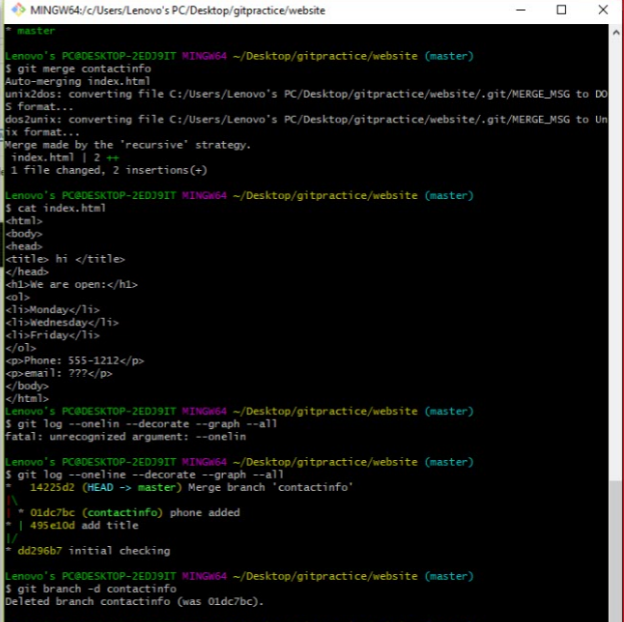 MINGW64:/c/Users/Lenovo's PC/Desktop/gitpractice/website
* master
Lenovo's PC@DESKTOP-2EDJ9IT MINGW64 ~/Desktop/gitpractice/website (master)
$ git merge contactinfo
Auto-merging index.html
unix2dos: converting file C:/Users/Lenovo's PC/Desktop/gitpractice/website/.git/MERGE_MSG to DO
S format...
dos2unix: converting file C:/Users/Lenovo's PC/Desktop/gitpractice/website/.git/MERGE_MSG to Un
ix format...
Merge made by the 'recursive' strategy.
index.html | 2 ++
1 file changed, 2 insertions(+)
Lenovo's PC@DESKTOP-2EDJ9IT MINGW64 ~/Desktop/gitpractice/website (master)
$ cat index.html
<html>
<body>
<head>
<title> hi </title>
</head>
<h1>We are open:</h1>
<ol>
<li>Monday</li>
<li>Wednesday</li>
<li>Friday</li>
</ol>
<p>Phone: 555-1212</p>
<p>email: ???</p>
</body>
</html>
Lenovo's PC@DESKTOP-2EDJ9IT MINGW64 ~/Desktop/gitpractice/website (master)
$ git log --onelin --decorate --graph --all
fatal: unrecognized argument: --onelin
Lenovo's PC@DESKTOP-2EDJ9IT MINGW64 ~/Desktop/gitpractice/website (master)
$ git log --oneline --decorate --graph --all
*   14225d2 (HEAD -> master) Merge branch 'contactinfo'
|\
| * 01dc7bc (contactinfo) phone added
* | 495e10d add title
|/
* dd296b7 initial checking
Lenovo's PC@DESKTOP-2EDJ9IT MINGW64 ~/Desktop/gitpractice/website (master)
$ git branch -d contactinfo
Deleted branch contactinfo (was 01dc7bc).